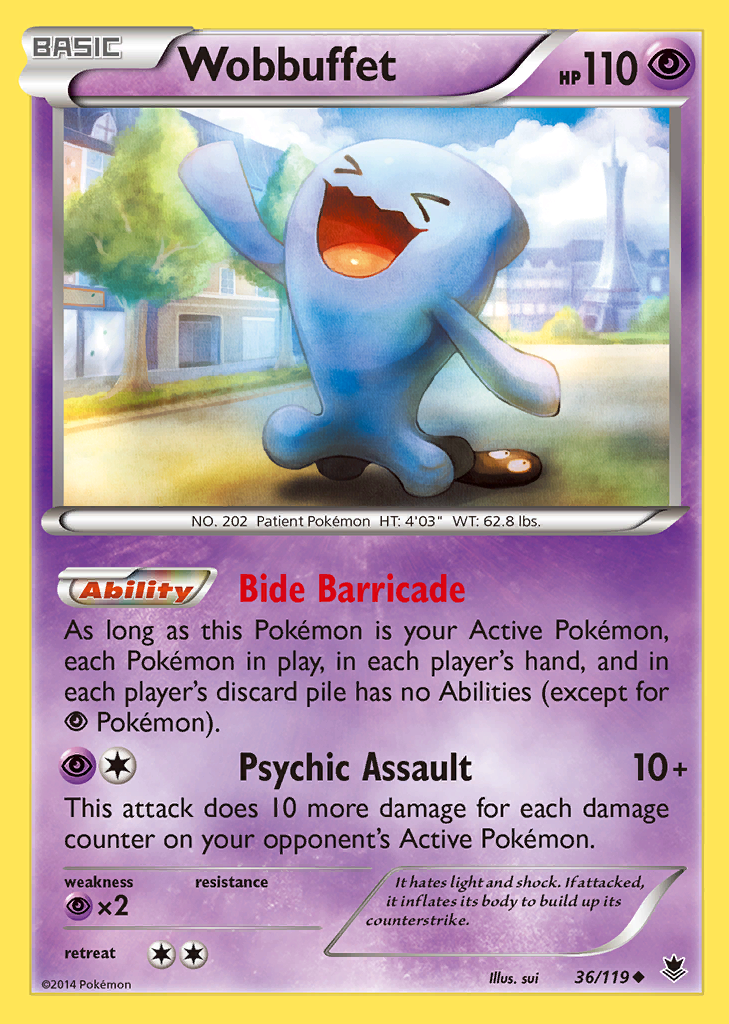 BASIC
Wobbuffet
HP110
NO. 202 Patient Pokémon HT: 4'03" WT: 62.8 lbs.
Ability Bide Barricade
As long as this Pokémon is your Active Pokémon,
each Pokémon in play, in each player's hand, and in
each player's discard pile has no Abilities (except for
Pokémon).
Psychic Assault 10+
This attack does 10 more damage for each damage
counter on your opponent's Active Pokémon.
weakness resistance
×2
retreat
It hates light and shock. If attacked,
it inflates its body to build up its
counterstrike.
©2014 Pokémon
Illus. sui 36/119